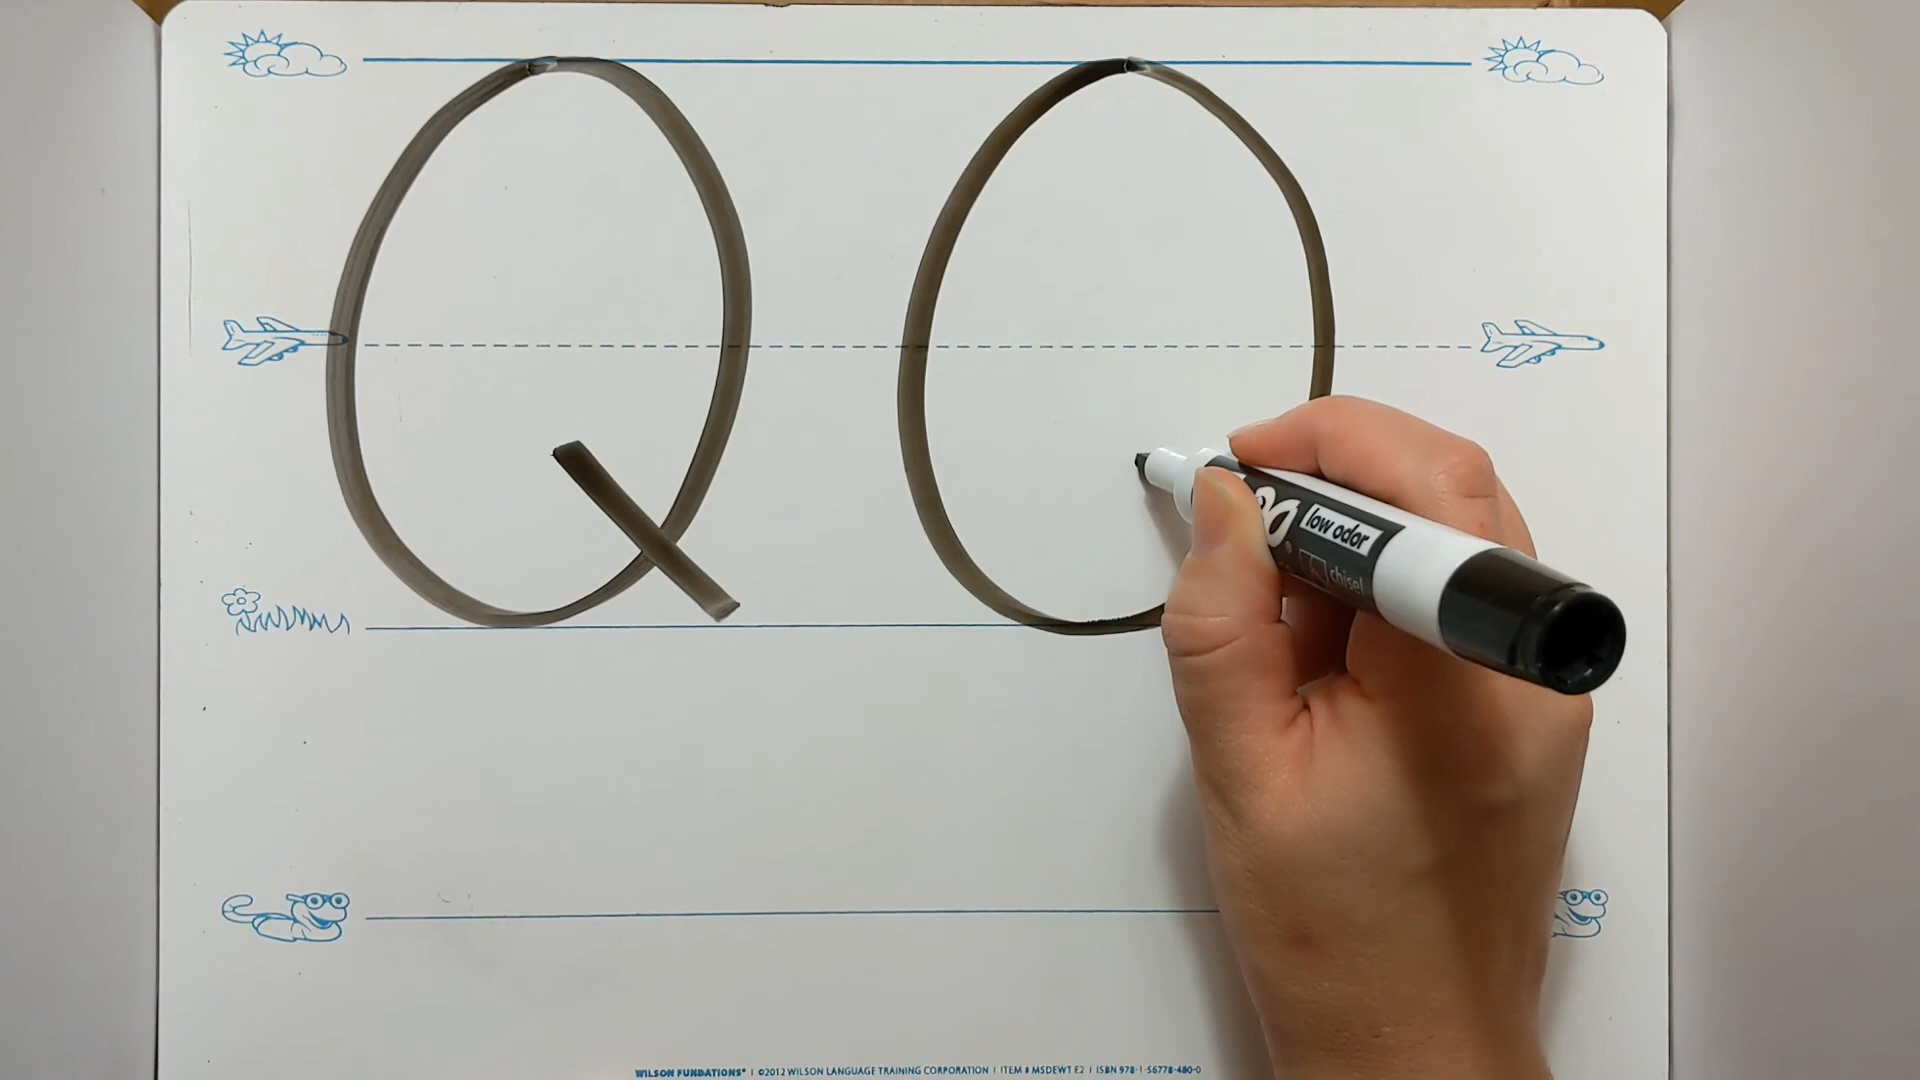 Q O
low odor
chisel
WILSON FUNDATIONS® | ©2012 WILSON LANGUAGE TRAINING CORPORATION | ITEM # MSDEWT E2 | ISBN 978-1-56778-480-0